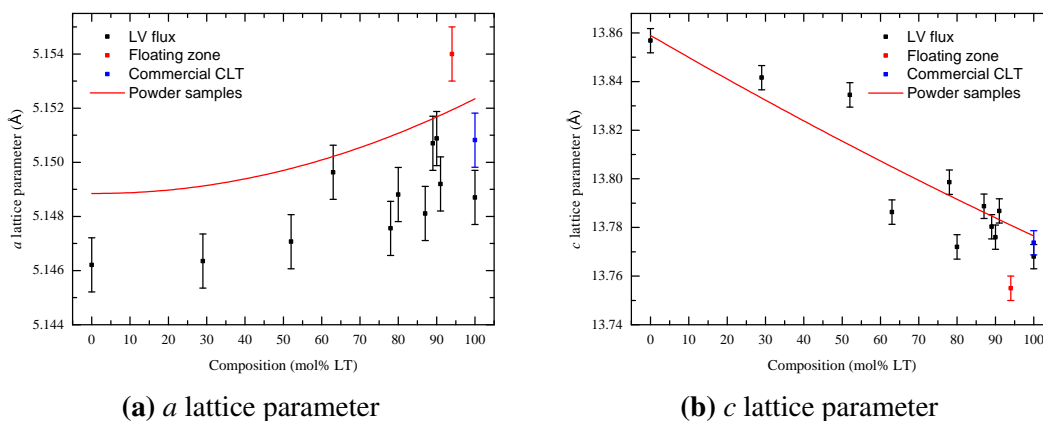 LV flux
Floating zone
Commercial CLT
Powder samples
5.154
5.152
5.150
5.148
5.146
5.144
a lattice parameter (Å)
0 10 20 30 40 50 60 70 80 90 100
Composition (mol% LT)
(a) a lattice parameter
LV flux
Floating zone
Commercial CLT
Powder samples
13.86
13.84
13.82
13.80
13.78
13.76
13.74
c lattice parameter (Å)
0 10 20 30 40 50 60 70 80 90 100
Composition (mol% LT)
(b) c lattice parameter